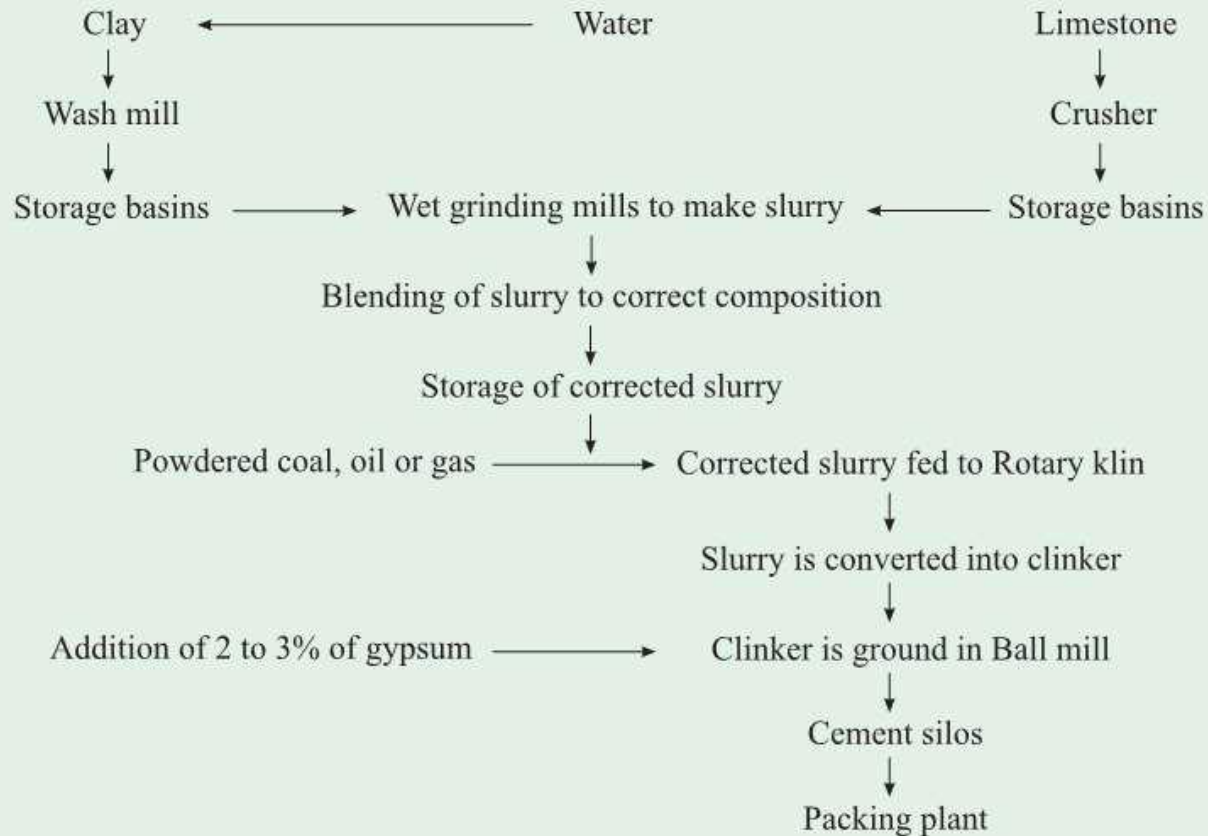 Clay Water Limestone
Wash mill Crusher
Storage basins Wet grinding mills to make slurry Storage basins
Blending of slurry to correct composition
Storage of corrected slurry
Powdered coal, oil or gas Corrected slurry fed to Rotary klin
Slurry is converted into clinker
Addition of 2 to 3% of gypsum Clinker is ground in Ball mill
Cement silos
Packing plant